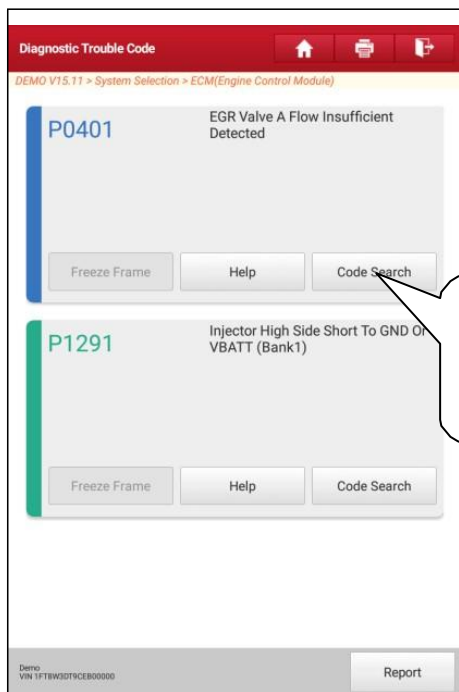 Diagnostic Trouble Code
DEMO V15.11 > System Selection > ECM(Engine Control Module)
P0401
EGR Valve A Flow Insufficient
Detected
Freeze Frame
Help
Code Search
P1291
Injector High Side Short To GND Or
VBATT (Bank1)
Freeze Frame
Help
Code Search
Demo
VIN 1FTBW3DT9CEB00000
Report